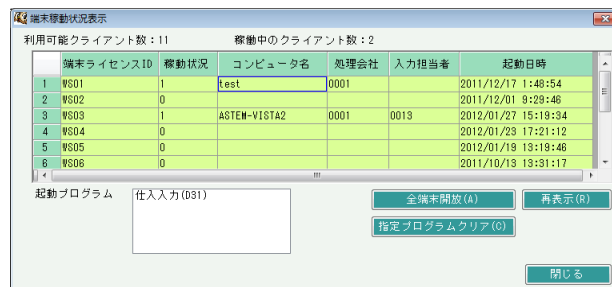 端末稼動状況表示
利用可能クライアント数：11 稼働中のクライアント数：2
端末ライセンスID 稼動状況 コンピュータ名 処理会社 入力担当者 起動日時
1 WS01 1 test 0001 2011/12/17 1:48:54
2 WS02 0 2011/12/01 9:29:46
3 WS03 1 ASTEM-VISTA2 0001 0013 2012/01/27 15:19:34
4 WS04 0 2012/01/23 17:21:12
5 WS05 0 2012/01/19 13:19:46
6 WS06 0 2011/10/13 13:31:17
起動プログラム 仕入入力(D31) 全端末開放(A) 再表示(R)
指定プログラムクリア(C)
閉じる